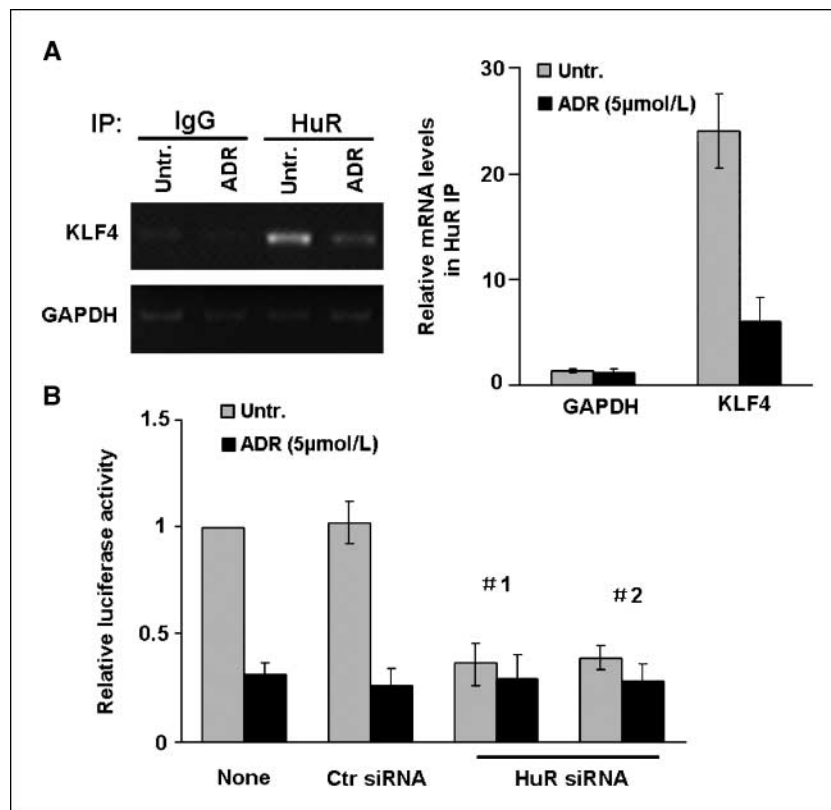 A
IP: IgG HuR
Untr. ADR Untr. ADR
KLF4
GAPDH
Untr.
ADR (5µmol/L)
Relative mRNA levels
in HuR IP
30
20
10
0
GAPDH KLF4
B
Untr.
ADR (5µmol/L)
Relative luciferase activity
1.5
1
0.5
0
#1
#2
None Ctr siRNA HuR siRNA